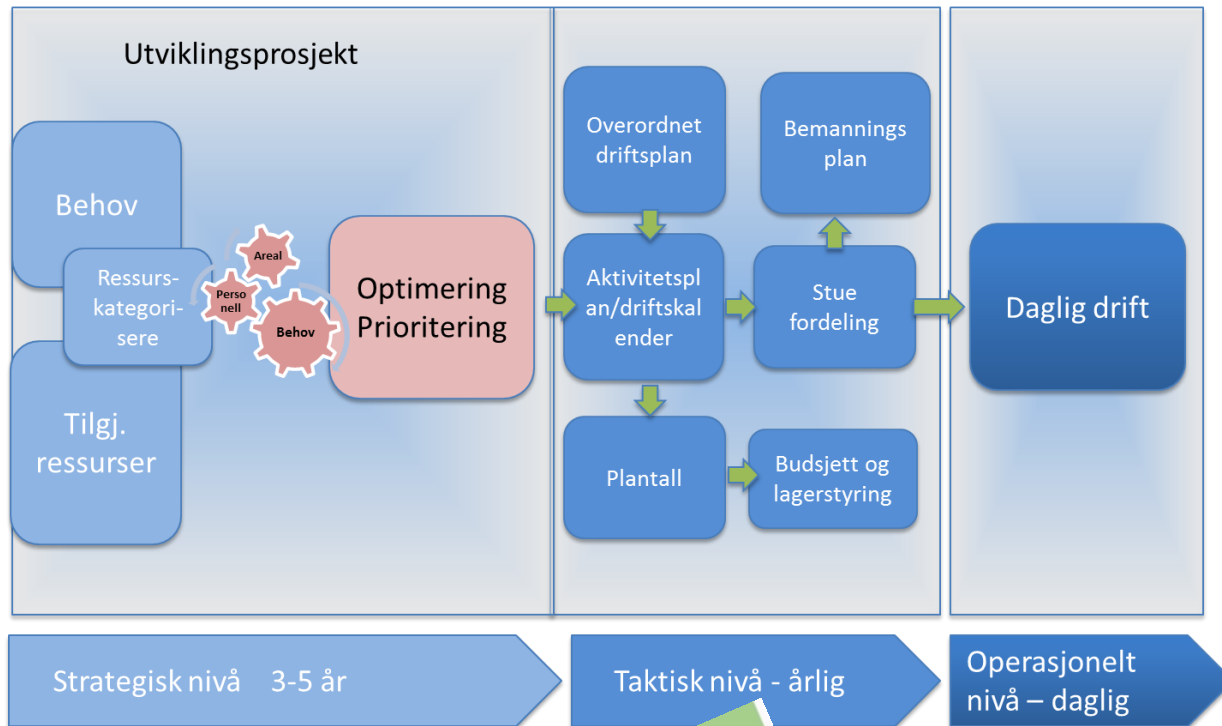 Utviklingsprosjekt
Behov
Ressurs-
kategori-
sere
Tilgj.
ressurser
Areal
Perso
nell
Behov
Optimering
Prioritering
Overordnet
driftsplan
Bemannings
plan
Aktivitetspl
an/driftskal
ender
Stue
fordeling
Plantall
Budsjett og
lagerstyring
Daglig drift
Strategisk nivå 3-5 år
Taktisk nivå - årlig
Operasjonelt
nivå – daglig